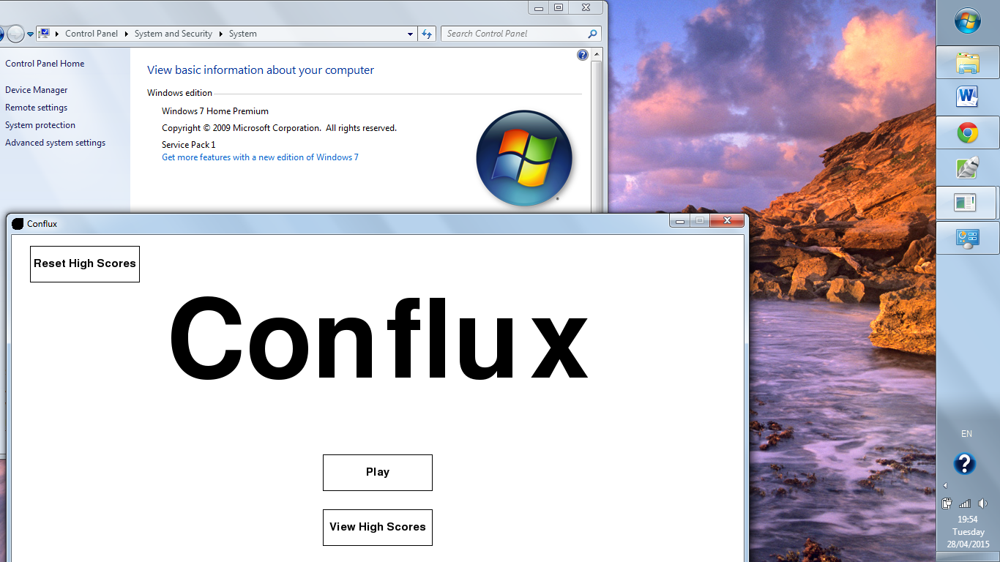 Control Panel
System and Security
System
Search Control Panel
Control Panel Home
Device Manager
Remote settings
System protection
Advanced system settings
View basic information about your computer
Windows edition
Windows 7 Home Premium
Copyright © 2009 Microsoft Corporation. All rights reserved.
Service Pack 1
Get more features with a new edition of Windows 7
Conflux
Reset High Scores
Conflux
Play
View High Scores
EN
19:54
Tuesday
28/04/2015